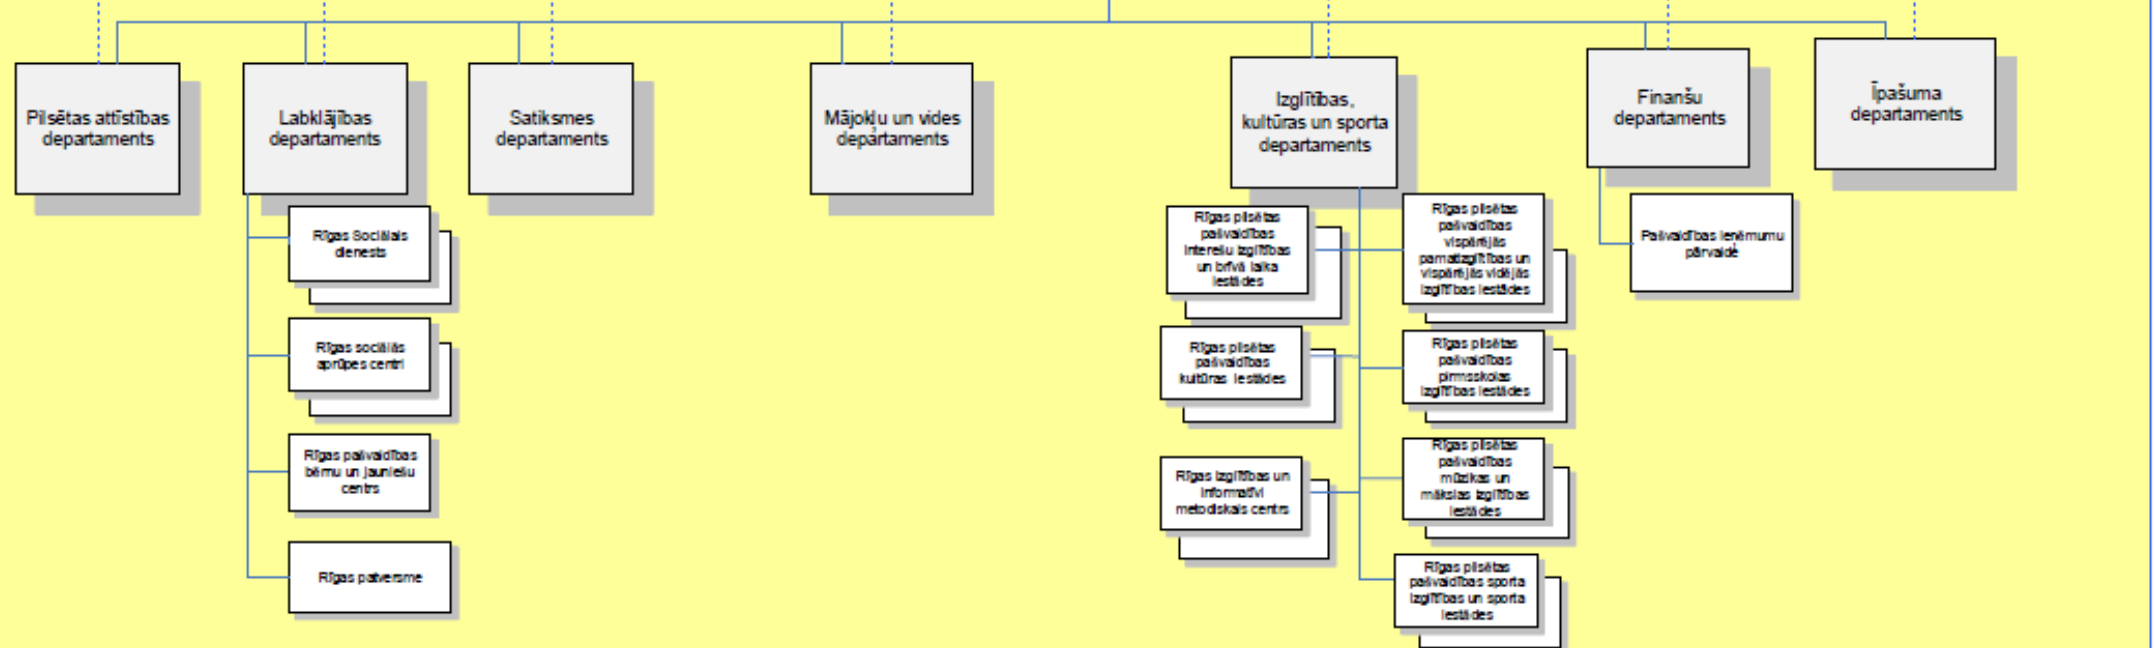 Pilsētas attīstības
departaments
Labklājības
departaments
Satiksmes
departaments
Mājokļu un vides
departaments
Izglītības,
kultūras un sporta
departaments
Finanšu
departaments
Īpašuma
departaments
Rīgas Sociālais
dienests
Rīgas sociālās
aprūpes centri
Rīgas pašvaldības
bērnu un jauniešu
centrs
Rīgas patversme
Rīgas pilsētas
pašvaldības
interešu izglītības
un brīvā laika
iestādes
Rīgas pilsētas
pašvaldības
kultūras iestādes
Rīgas izglītības un
informatīvi
metodiskais centrs
Rīgas pilsētas
pašvaldības
vispārējās
pamatizglītības un
vispārējās vidējās
izglītības iestādes
Rīgas pilsētas
pašvaldības
pirmsskolas
izglītības iestādes
Rīgas pilsētas
pašvaldības
mūzikas un
mākslas izglītības
iestādes
Rīgas pilsētas
pašvaldības sporta
izglītības un sporta
iestādes
Pašvaldības ieņēmumu
pārvalde